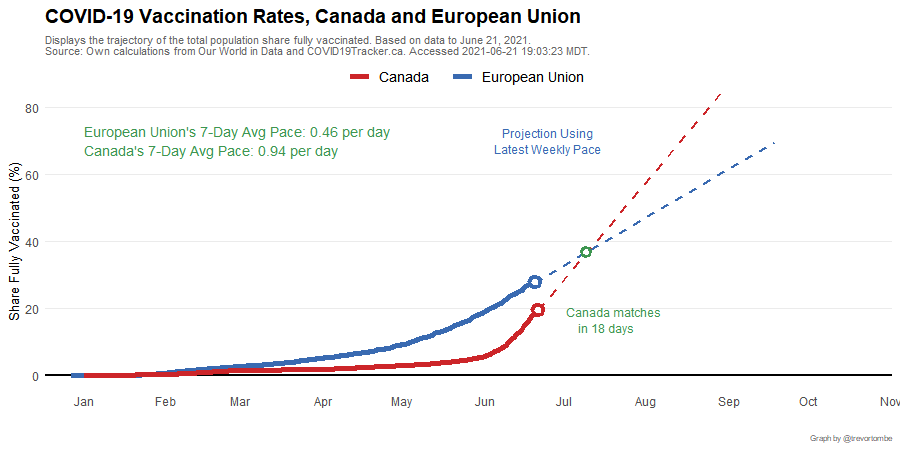 COVID-19 Vaccination Rates, Canada and European Union
Displays the trajectory of the total population share fully vaccinated. Based on data to June 21, 2021.
Source: Own calculations from Our World in Data and COVID19Tracker.ca. Accessed 2021-06-21 19:03:23 MDT.
Canada European Union
80
European Union's 7-Day Avg Pace: 0.46 per day
Canada's 7-Day Avg Pace: 0.94 per day
Projection Using
Latest Weekly Pace
60
Share Fully Vaccinated (%)
40
20
Canada matches
in 18 days
0
Jan Feb Mar Apr May Jun Jul Aug Sep Oct Nov
Graph by @trevortombe